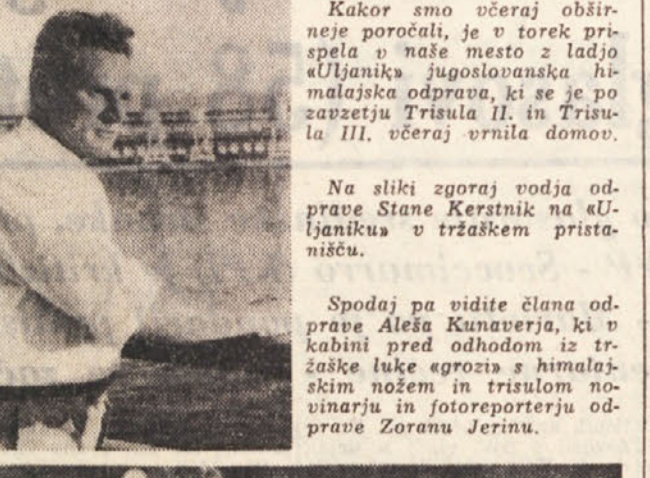 Kakor smo včeraj obšir-
neje poročali, je v torek pri-
spela v naše mesto z ladjo
«Uljanik» jugoslovanska hi-
malajska odprava, ki se je po
zavzetju Trisula II. in Trisu-
la III. včeraj vrnila domov.
Na sliki zgoraj vodja od-
prave Stane Kerstnik na «U-
ljaniku» v tržaškem prista-
nišču.
Spodaj pa vidite člana od-
prave Aleša Kunaverja, ki v
kabini pred odhodom iz tr-
žaške luke «grozi» s himalaj-
skim nožem in trisulom no-
vinarju in fotoreporterju od-
prave Zoranu Jerinu.